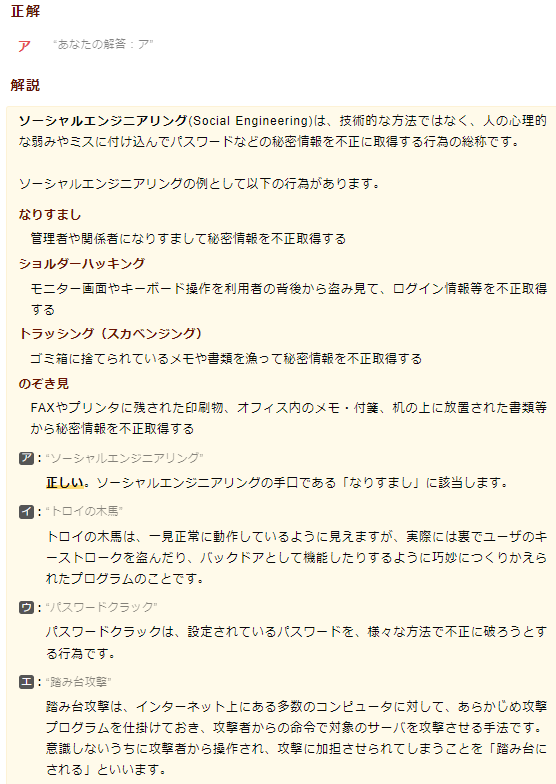 正解
ア “あなたの解答：ア”
解説
ソーシャルエンジニアリング(Social Engineering)は、技術的な方法ではなく、人の心理的
な弱みやミスに付け込んでパスワードなどの秘密情報を不正に取得する行為の総称です。
ソーシャルエンジニアリングの例として以下の行為があります。
なりすまし
管理者や関係者になりすまして秘密情報を不正取得する
ショルダーハッキング
モニター画面やキーボード操作を利用者の背後から盗み見て、ログイン情報等を不正取得
する
トラッシング（スカベンジング）
ゴミ箱に捨てられているメモや書類を漁って秘密情報を不正取得する
のぞき見
FAXやプリンタに残された印刷物、オフィス内のメモ・付箋、机の上に放置された書類等
から秘密情報を不正取得する
ア：“ソーシャルエンジニアリング”
正しい。ソーシャルエンジニアリングの手口である「なりすまし」に該当します。
イ：“トロイの木馬”
トロイの木馬は、一見正常に動作しているように見えますが、実際には裏でユーザのキ
ーストロークを盗んだり、バックドアとして機能したりするように巧妙につくりかえら
れたプログラムのことです。
ウ：“パスワードクラック”
パスワードクラックは、設定されているパスワードを、様々な方法で不正に破ろうとす
る行為です。
エ：“踏み台攻撃”
踏み台攻撃は、インターネット上にある多数のコンピュータに対して、あらかじめ攻撃
プログラムを仕掛けておき、攻撃者からの命令で対象のサーバを攻撃させる手法です。
意識しないうちに攻撃者から操作され、攻撃に加担させられてしまうことを「踏み台に
される」といいます。